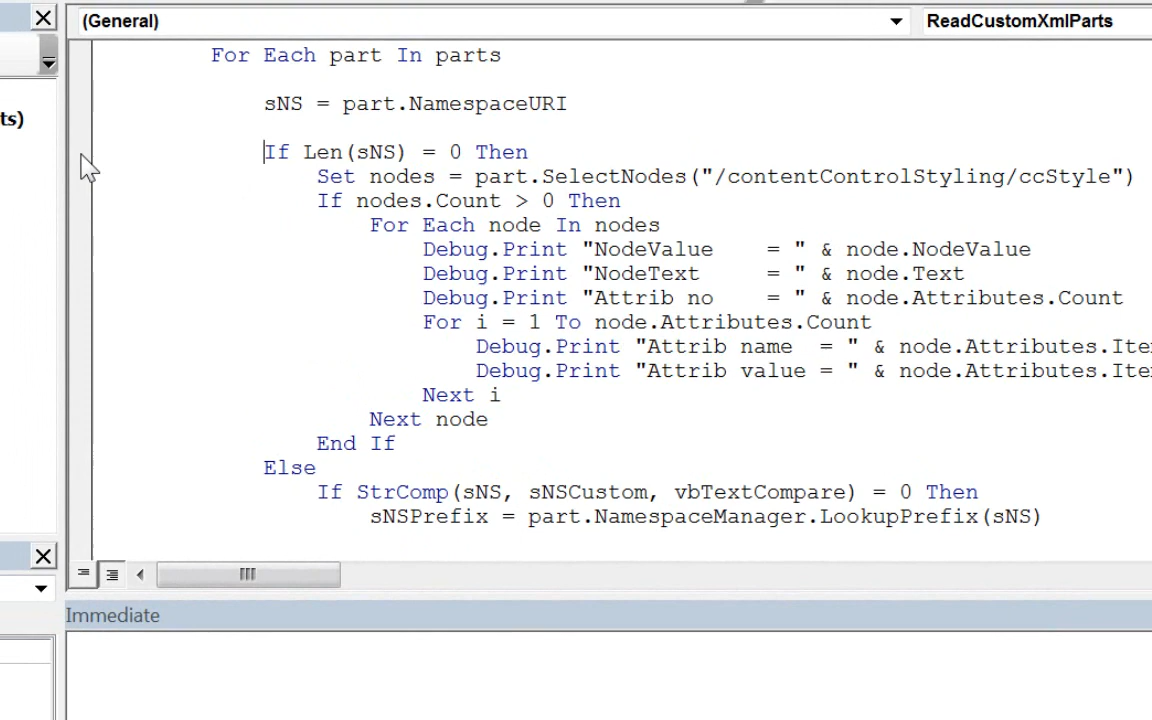 (General)
ReadCustomXmlParts
ts)
For Each part In parts
sNS = part.NamespaceURI
If Len(sNS) = 0 Then
Set nodes = part.SelectNodes("/contentControlStyling/ccStyle")
If nodes.Count > 0 Then
For Each node In nodes
Debug.Print "NodeValue    = " & node.NodeValue
Debug.Print "NodeText     = " & node.Text
Debug.Print "Attrib no    = " & node.Attributes.Count
For i = 1 To node.Attributes.Count
Debug.Print "Attrib name  = " & node.Attributes.Ite
Debug.Print "Attrib value = " & node.Attributes.Ite
Next i
Next node
End If
Else
If StrComp(sNS, sNSCustom, vbTextCompare) = 0 Then
sNSPrefix = part.NamespaceManager.LookupPrefix(sNS)
Immediate